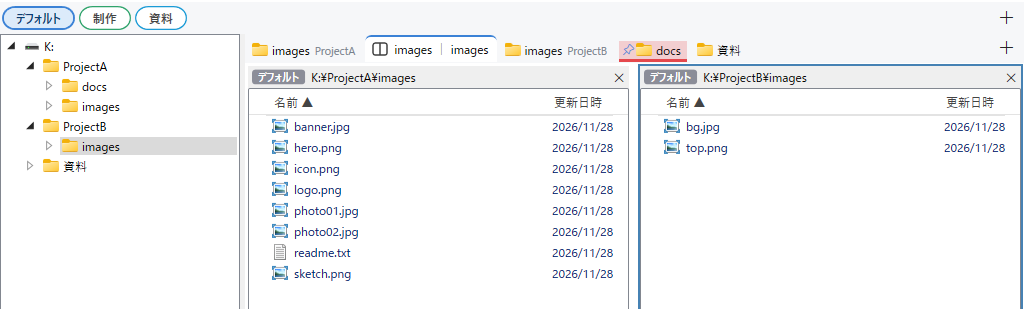 デフォルト 制作 資料
K:
ProjectA
docs
images
ProjectB
images
資料
images ProjectA images images images ProjectB docs 資料
デフォルト K:¥ProjectA¥images
名前 更新日時
banner.jpg 2026/11/28
hero.png 2026/11/28
icon.png 2026/11/28
logo.png 2026/11/28
photo01.jpg 2026/11/28
photo02.jpg 2026/11/28
readme.txt 2026/11/28
sketch.png 2026/11/28
デフォルト K:¥ProjectB¥images
名前 更新日時
bg.jpg 2026/11/28
top.png 2026/11/28